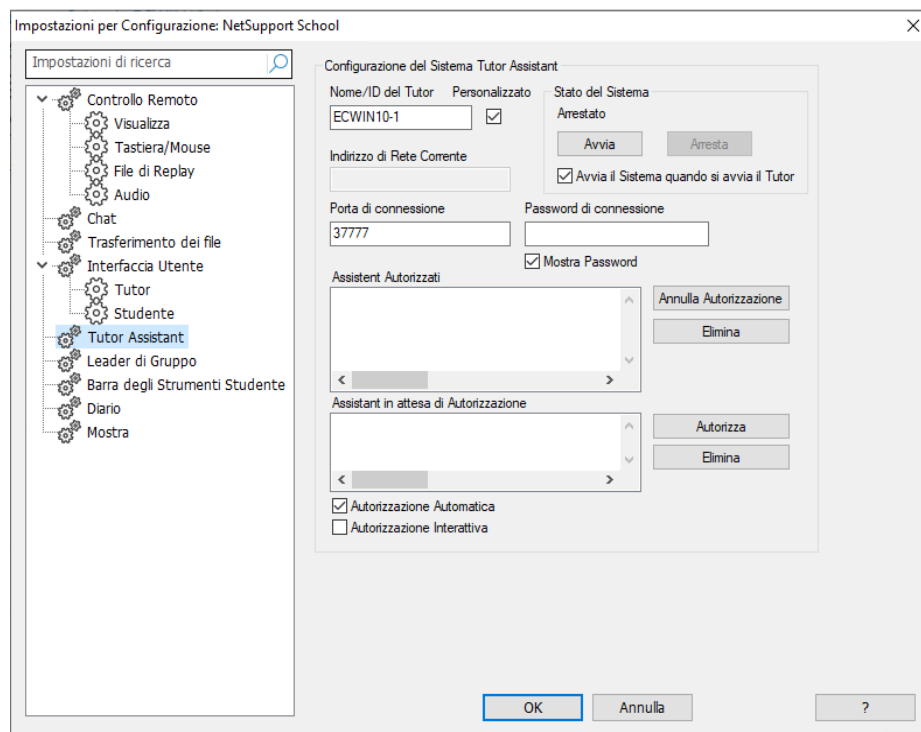 Impostazioni per Configurazione: NetSupport School
Impostazioni di ricerca
Controllo Remoto
Visualizza
Tastiera/Mouse
File di Replay
Audio
Chat
Trasferimento dei file
Interfaccia Utente
Tutor
Studente
Tutor Assistant
Leader di Gruppo
Barra degli Strumenti Studente
Diario
Mostra
Configurazione del Sistema Tutor Assistant
Nome/ID del Tutor Personalizzato
ECWIN10-1
Stato del Sistema
Arrestato
Avvia Arresta
Avvia il Sistema quando si avvia il Tutor
Indirizzo di Rete Corrente
Porta di connessione Password di connessione
37777
Mostra Password
Assistent Autorizzati
Annulla Autorizzazione
Elimina
Assistant in attesa di Autorizzazione
Autorizza
Elimina
Autorizzazione Automatica
Autorizzazione Interattiva
OK Annulla ?